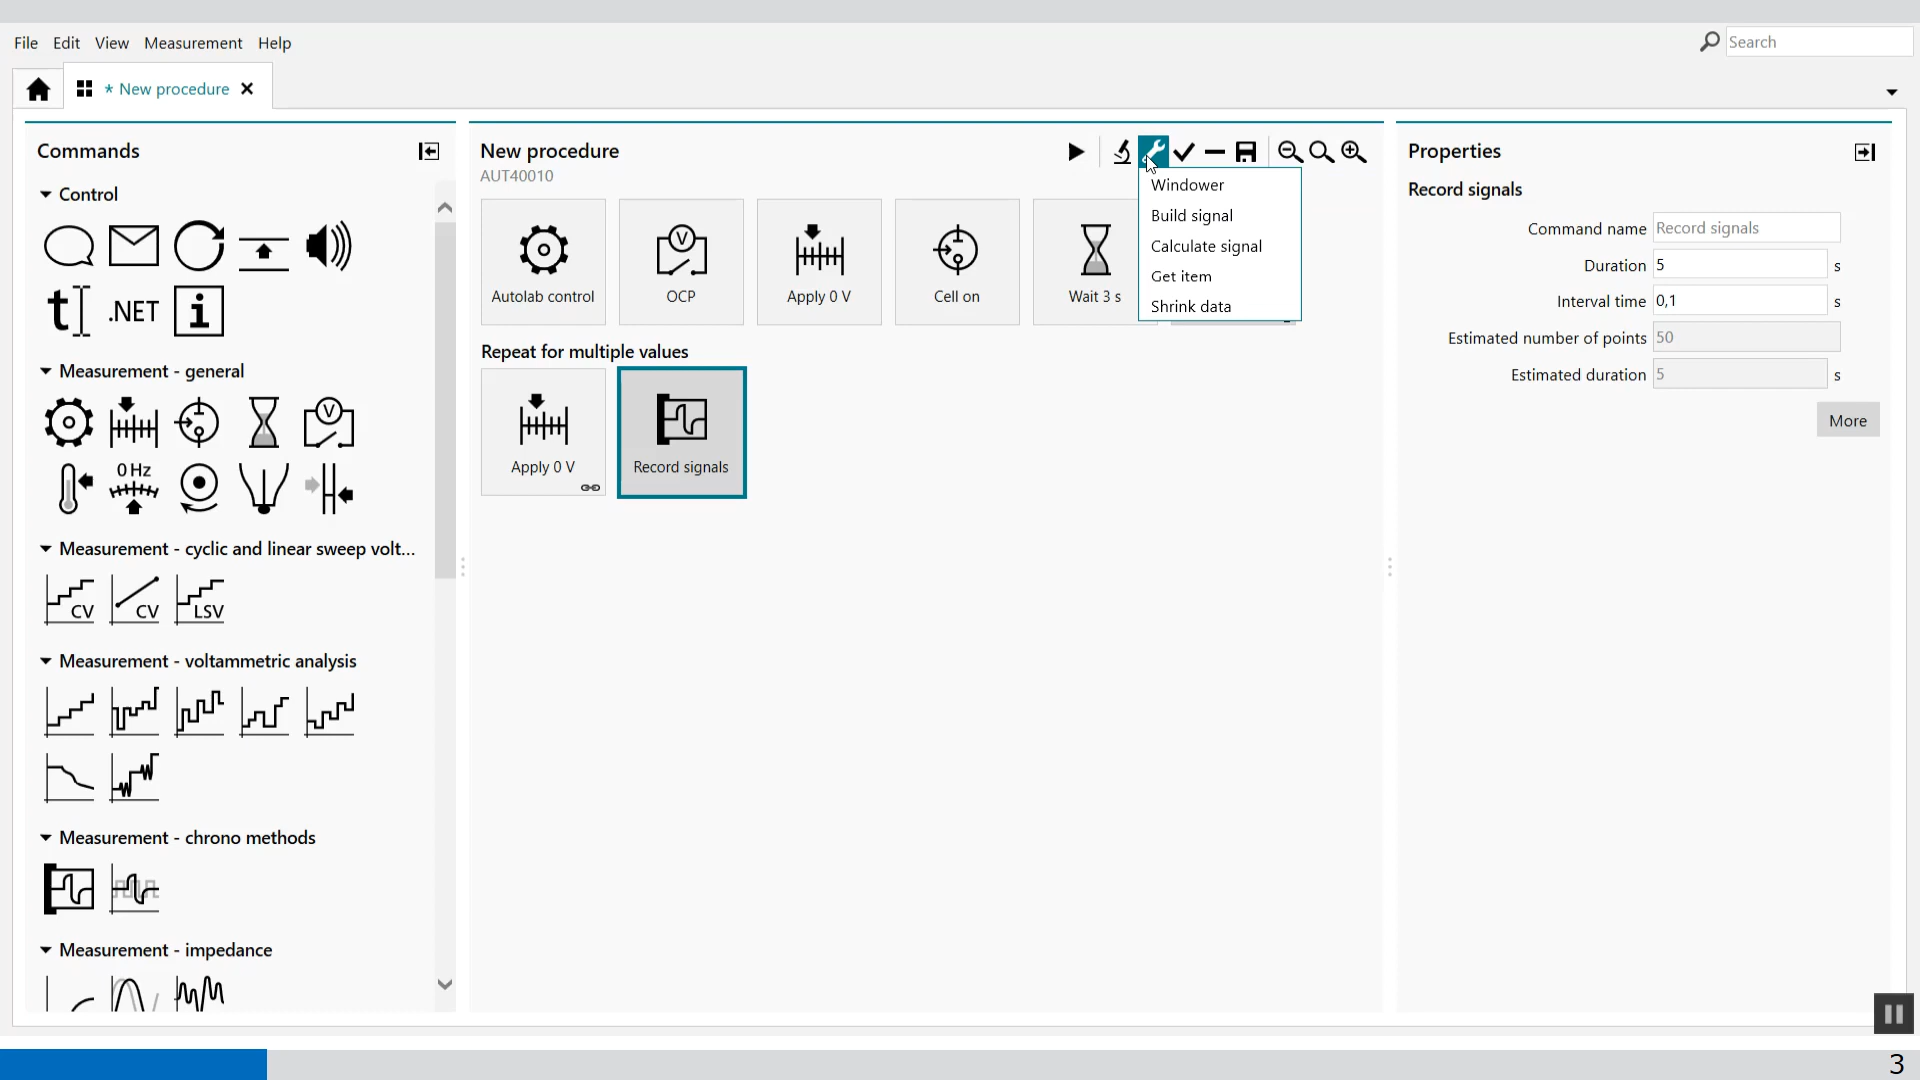 File Edit View Measurement Help
Search
* New procedure
Commands
Control
.NET
Measurement - general
0 Hz
Measurement - cyclic and linear sweep volt...
CV
CV
LSV
Measurement - voltammetric analysis
Measurement - chrono methods
Measurement - impedance
New procedure
AUT40010
Windower
Build signal
Calculate signal
Get item
Shrink data
Autolab control
OCP
Apply 0 V
Cell on
Wait 3 s
Repeat for multiple values
Apply 0 V
Record signals
Properties
Record signals
Command name Record signals
Duration 5 s
Interval time 0,1 s
Estimated number of points 50
Estimated duration 5 s
More
3